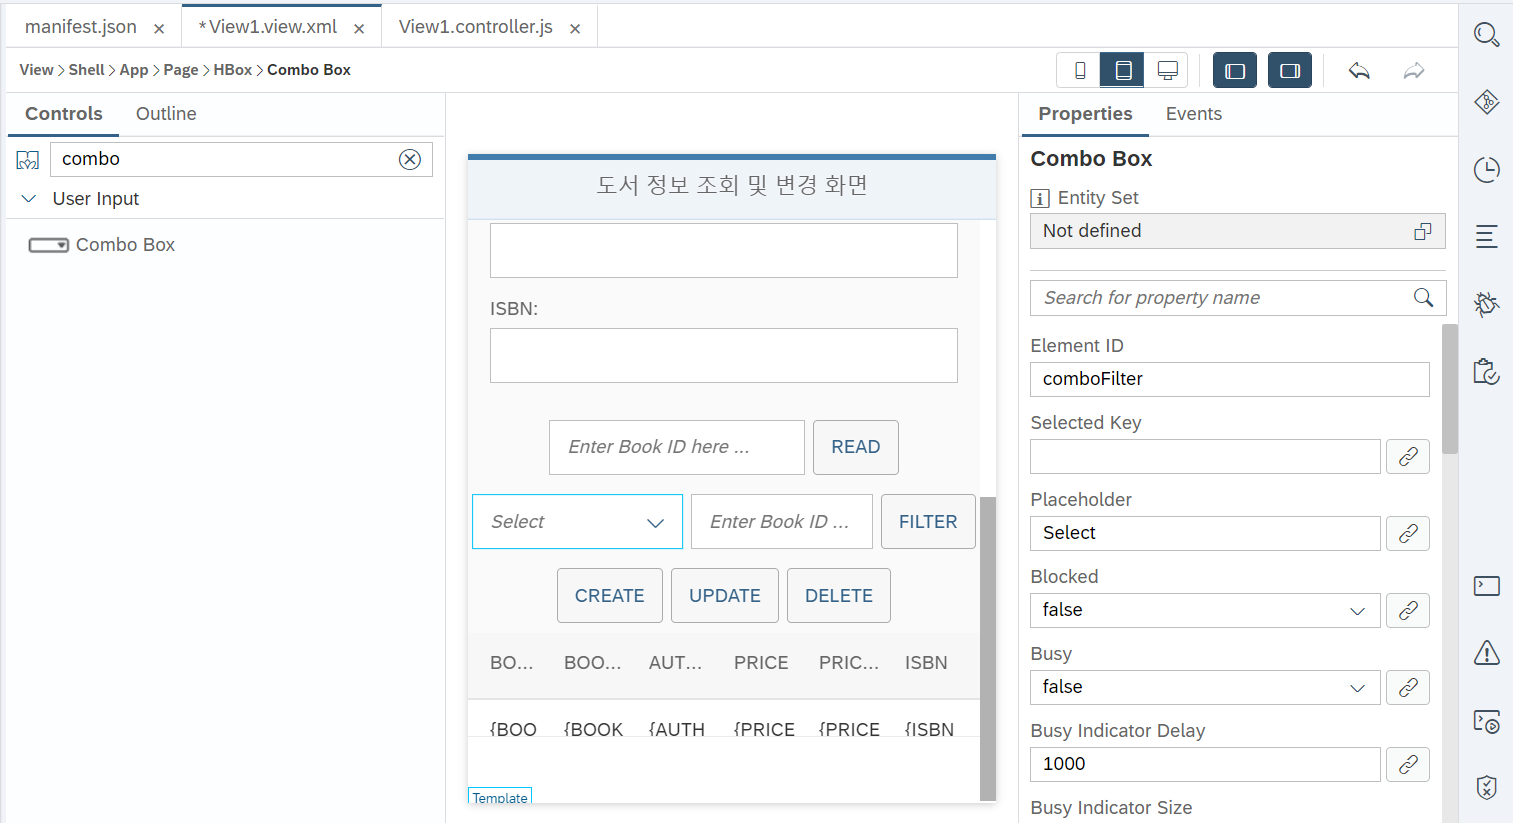 manifest.json
*View1.view.xml
View1.controller.js
View > Shell > App > Page > HBox > Combo Box
Controls
Outline
combo
User Input
Combo Box
도서 정보 조회 및 변경 화면
ISBN:
Enter Book ID here ...
READ
Select
Enter Book ID ...
FILTER
CREATE
UPDATE
DELETE
BO... BOO... AUT... PRICE PRIC... ISBN
{BOO {BOOK {AUTH {PRICE {PRICE {ISBN
Template
Properties
Events
Combo Box
Entity Set
Not defined
Search for property name
Element ID
comboFilter
Selected Key
Placeholder
Select
Blocked
false
Busy
false
Busy Indicator Delay
1000
Busy Indicator Size